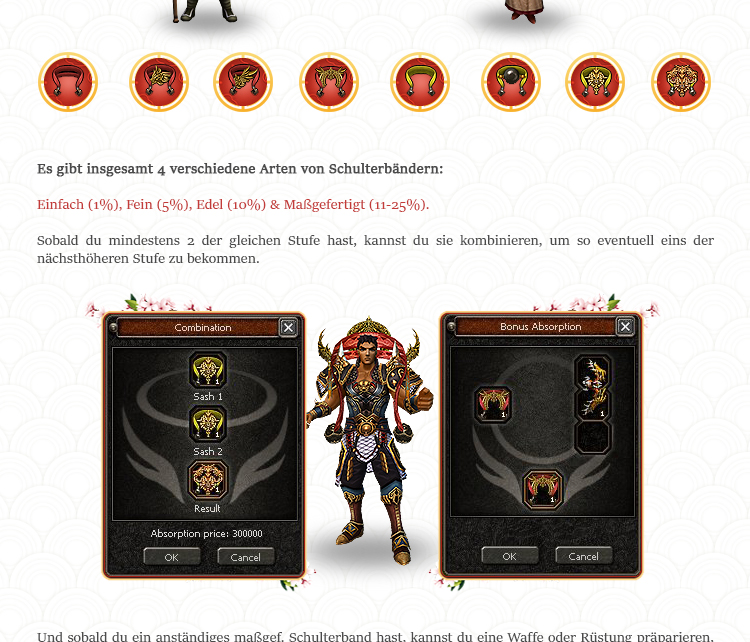 Es gibt insgesamt 4 verschiedene Arten von Schulterbändern:
Einfach (1%), Fein (5%), Edel (10%) & Maßgefertigt (11-25%).
Sobald du mindestens 2 der gleichen Stufe hast, kannst du sie kombinieren, um so eventuell eins der
nächsthöheren Stufe zu bekommen.
Combination
1
Sash 1
1
Sash 2
1
Result
Absorption price: 300000
OK Cancel
Bonus Absorption
1
1
1
OK Cancel
Und sobald du ein anständiges maßgef. Schulterband hast, kannst du eine Waffe oder Rüstung präparieren,